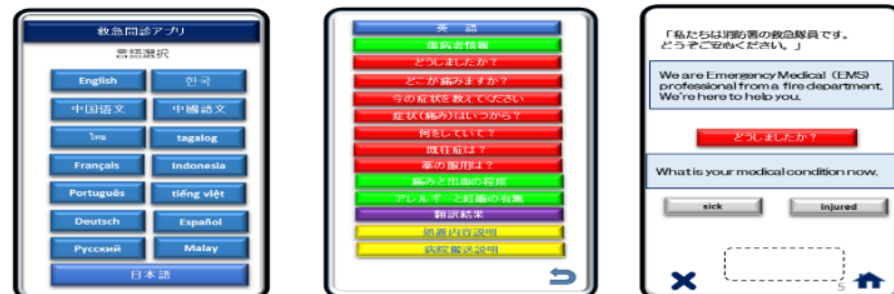 救急問診アプリ
言語選択
English
한국
中国语文
中國語文
ไทย
tagalog
Français
Indonesia
Português
tiếng việt
Deutsch
Español
Русский
Malay
日本語
英 語
傷病者情報
どうしましたか?
どこが痛みますか?
今の症状を教えてください
症状(痛み)はいつから?
何をしていて?
既往症は?
薬の服用は?
痛みと出血の程度
アレルギーと妊娠の有無
翻訳結果
処置内容説明
病院搬送説明
「私たちは消防署の救急隊員です。
どうぞご安心ください。」
We are Emergency Medical (EMS)
professional from a fire department.
We're here to help you.
どうしましたか?
What is your medical condition now.
sick
injured
5